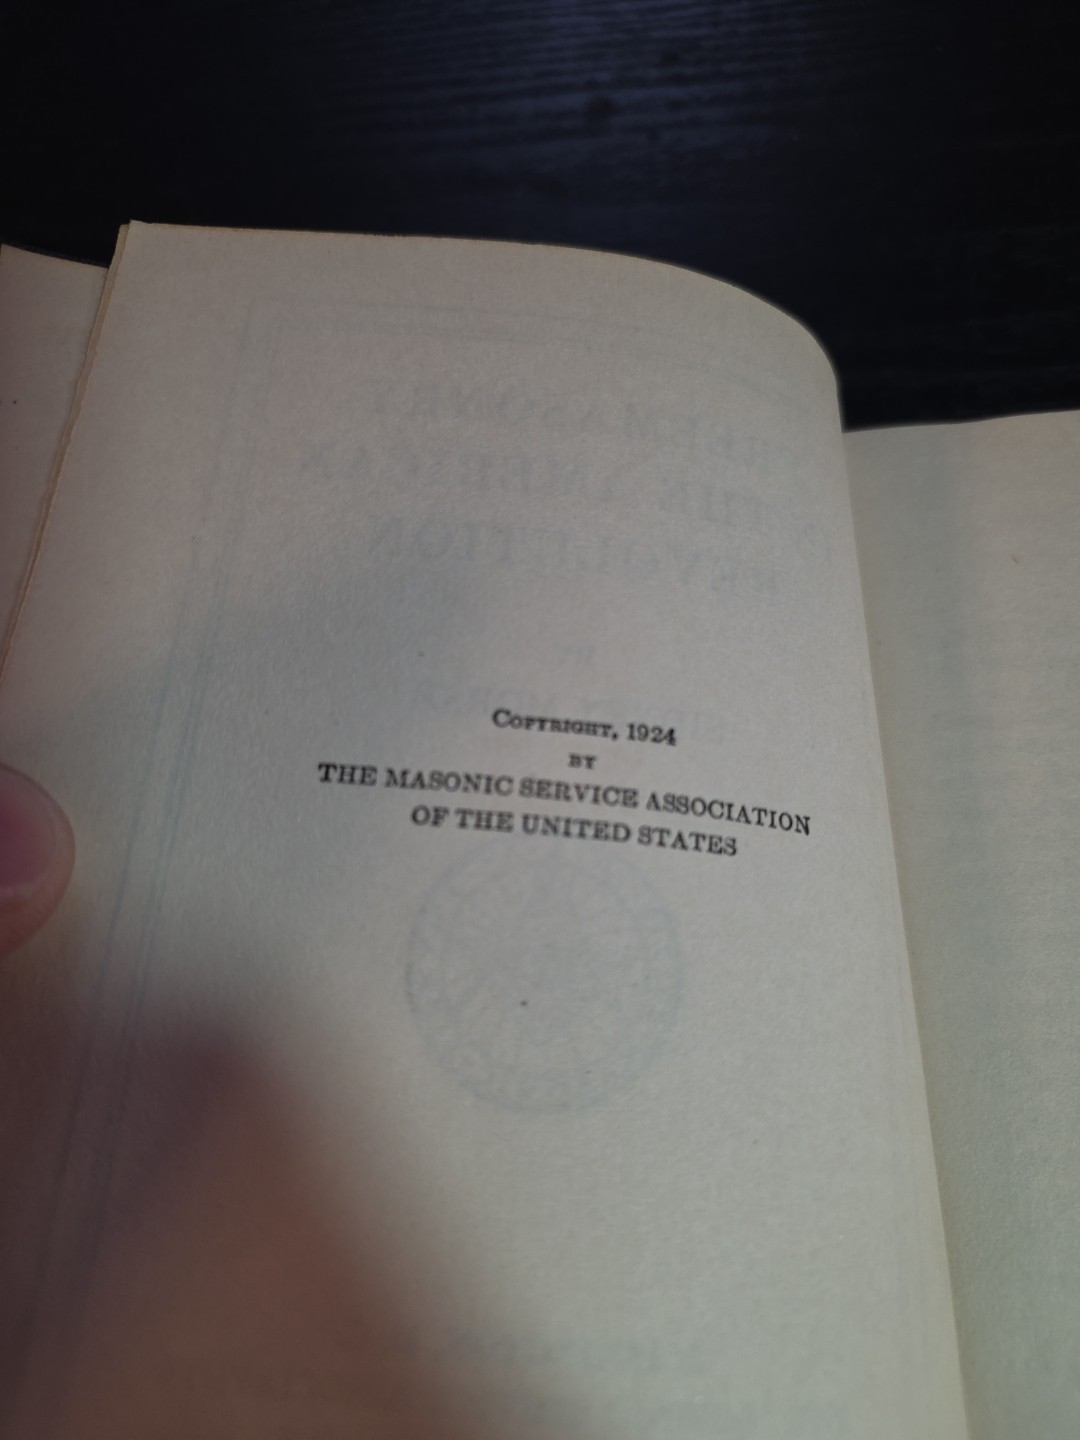 COPYRIGHT, 1924
BY
THE MASONIC SERVICE ASSOCIATION
OF THE UNITED STATES